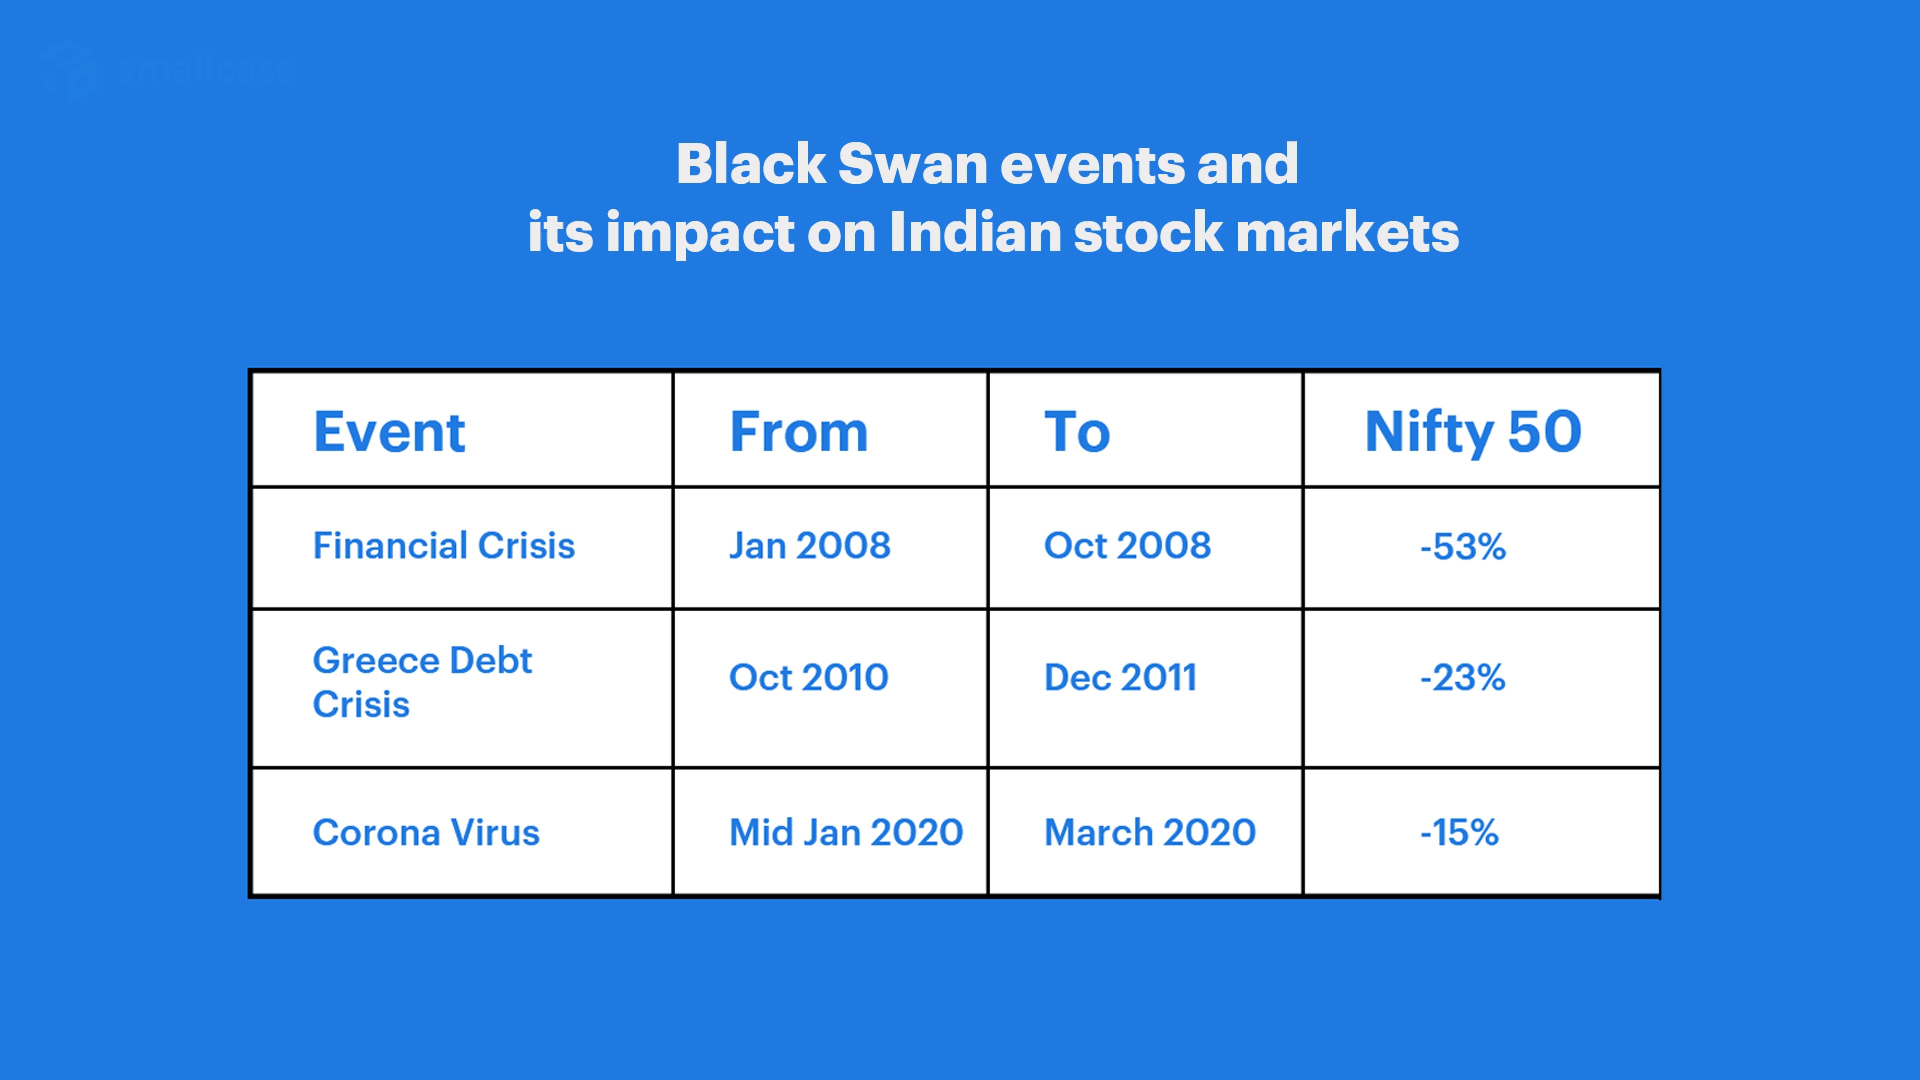 smallcase
Black Swan events and
its impact on Indian stock markets
Event From To Nifty 50
Financial Crisis Jan 2008 Oct 2008 -53%
Greece Debt
Crisis Oct 2010 Dec 2011 -23%
Corona Virus Mid Jan 2020 March 2020 -15%